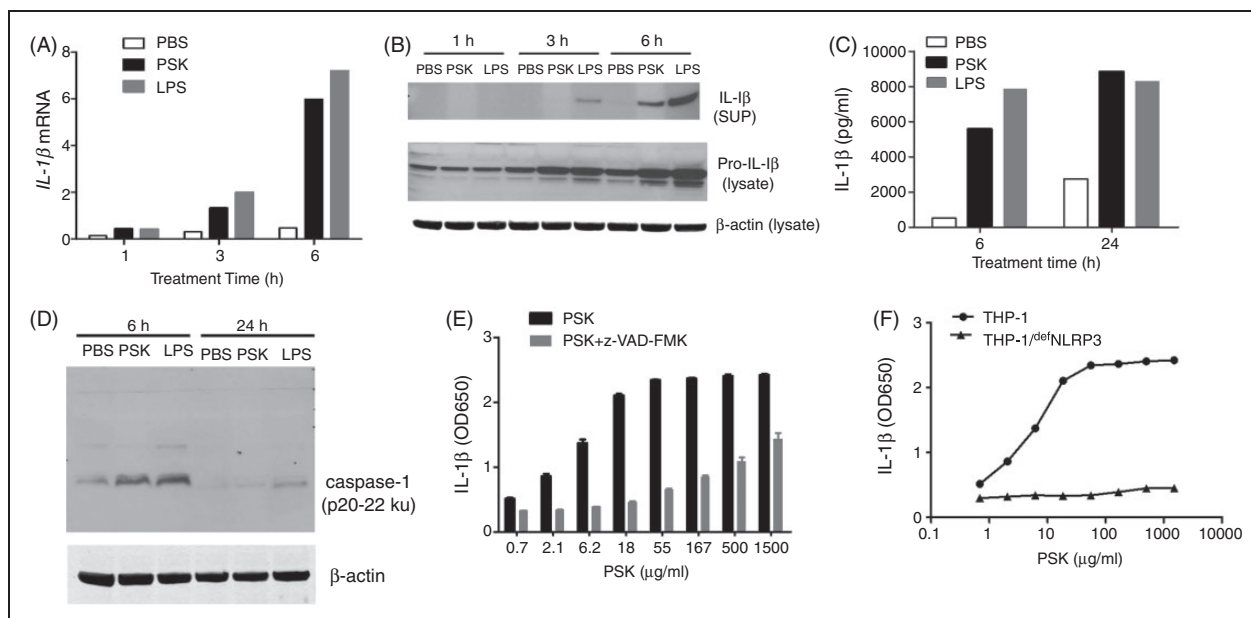 (A)
PBS
PSK
LPS
IL-1β mRNA
8
6
4
2
0
1 3 6
Treatment Time (h)
(B)
1 h 3 h 6 h
PBS PSK LPS PBS PSK LPS PBS PSK LPS
IL-Iβ
(SUP)
Pro-IL-Iβ
(lysate)
β-actin (lysate)
(C)
PBS
PSK
LPS
IL-1β (pg/ml)
10000
8000
6000
4000
2000
0
6 24
Treatment time (h)
(D)
6 h 24 h
PBS PSK LPS PBS PSK LPS
caspase-1
(p20-22 ku)
β-actin
(E)
PSK
PSK+z-VAD-FMK
IL-1β (OD650)
3
2
1
0
0.7 2.1 6.2 18 55 167 500 1500
PSK (μg/ml)
(F)
THP-1
THP-1/defNLRP3
IL-1β (OD650)
3
2
1
0
0.1 1 10 100 1000 10000
PSK (μg/ml)